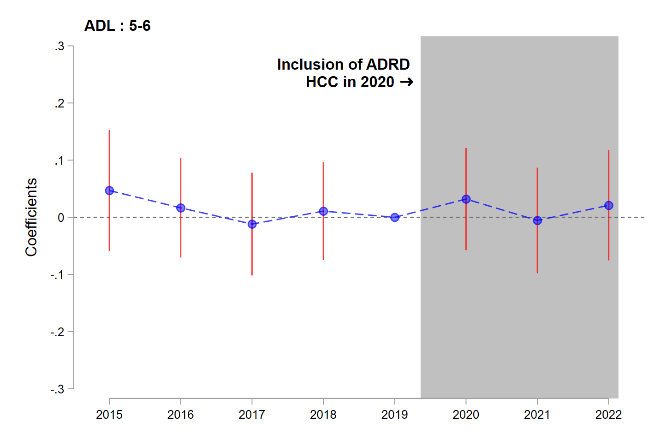 ADL : 5-6
.3
Inclusion of ADRD
HCC in 2020 →
.2
.1
0
-.1
-.2
-.3
Coefficients
2015 2016 2017 2018 2019 2020 2021 2022